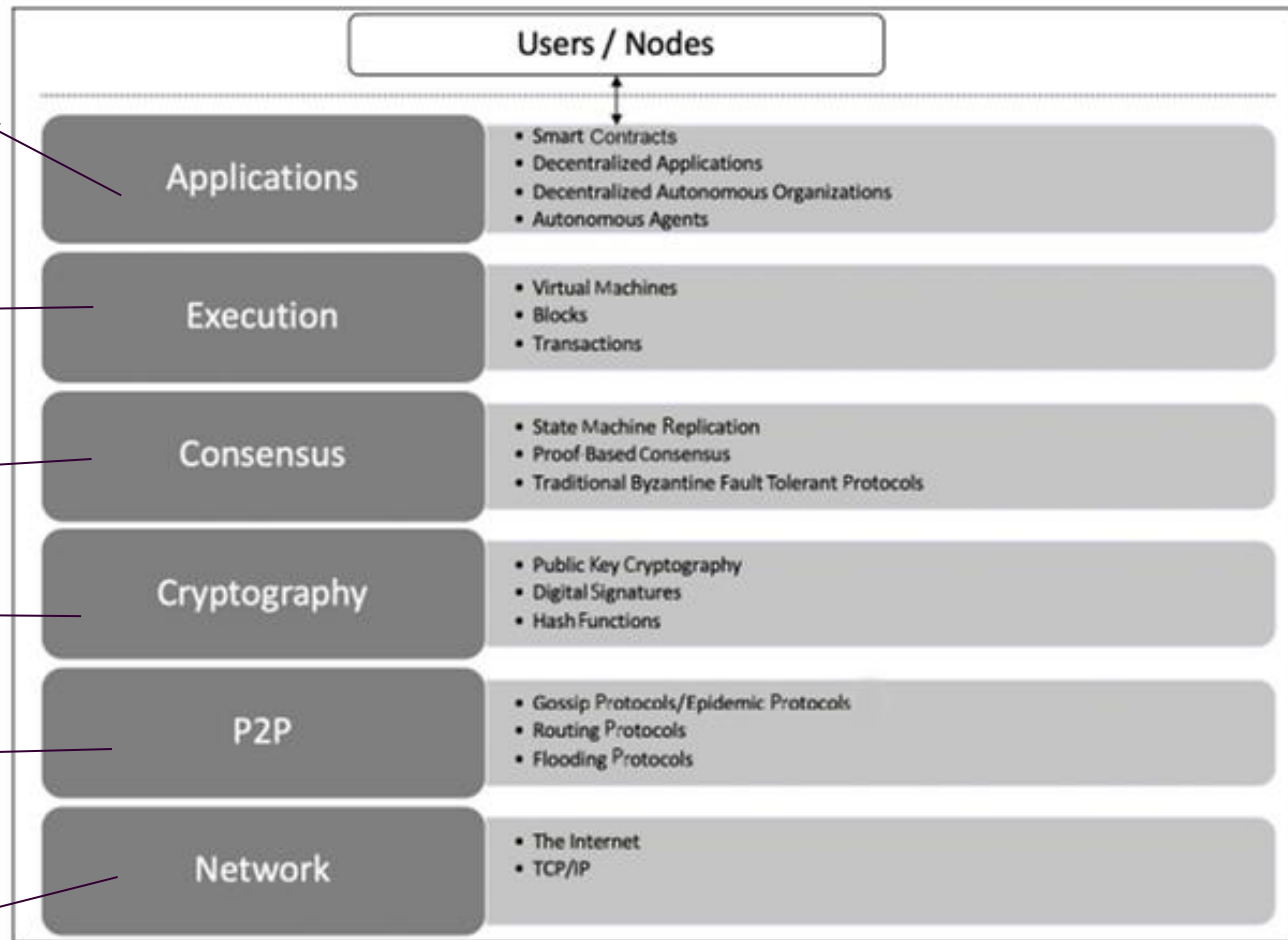 Users / Nodes
Applications
• Smart Contracts
• Decentralized Applications
• Decentralized Autonomous Organizations
• Autonomous Agents
Execution
• Virtual Machines
• Blocks
• Transactions
Consensus
• State Machine Replication
• Proof-Based Consensus
• Traditional Byzantine Fault Tolerant Protocols
Cryptography
• Public Key Cryptography
• Digital Signatures
• Hash Functions
P2P
• Gossip Protocols/Epidemic Protocols
• Routing Protocols
• Flooding Protocols
Network
• The Internet
• TCP/IP